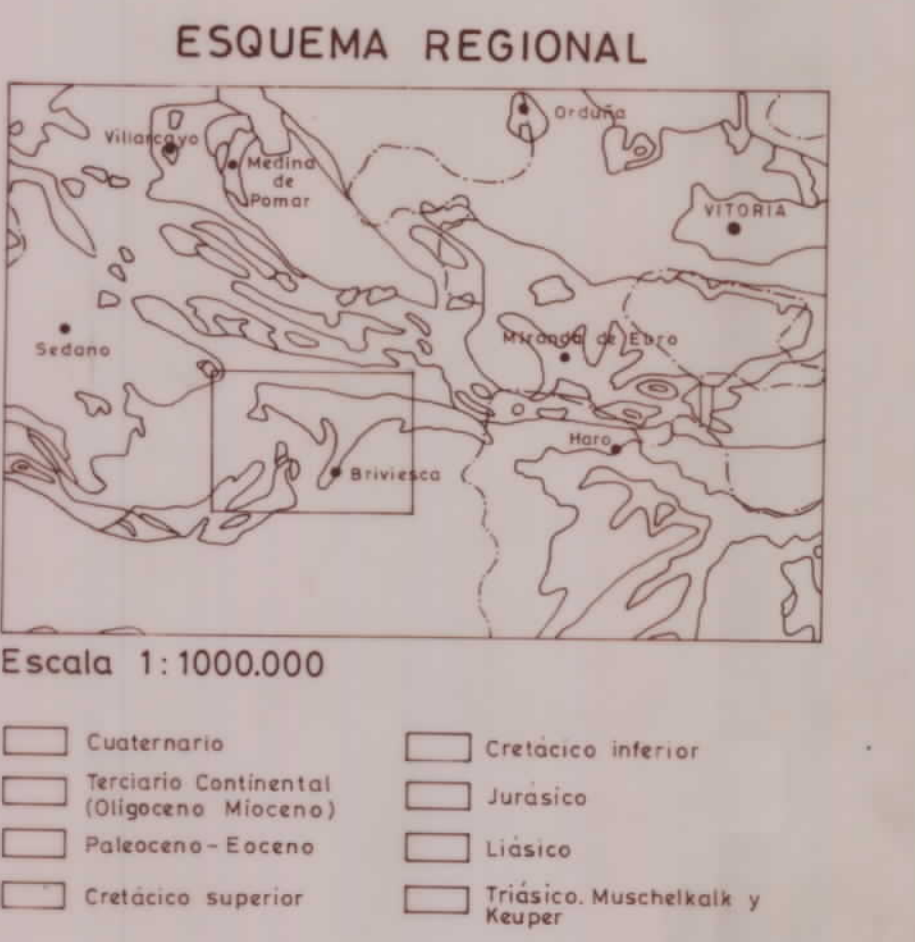 ESQUEMA REGIONAL
Orduña
Villarcayo
Medina
de
Pomar
VITORIA
Sedano
Miranda de Ebro
Haro
Briviesca
Escala 1:1000.000
Cuaternario
Terciario Continental
(Oligoceno Mioceno)
Paleoceno-Eoceno
Cretácico superior
Cretácico inferior
Jurásico
Liásico
Triásico. Muschelkalk y
Keuper